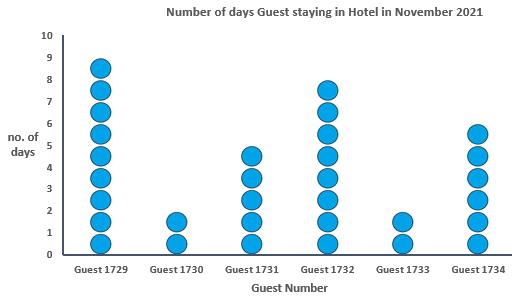 Number of days Guest staying in Hotel in November 2021
10
9
8
7
6
5
4
3
2
1
0
no. of
days
Guest 1729 Guest 1730 Guest 1731 Guest 1732 Guest 1733 Guest 1734
Guest Number